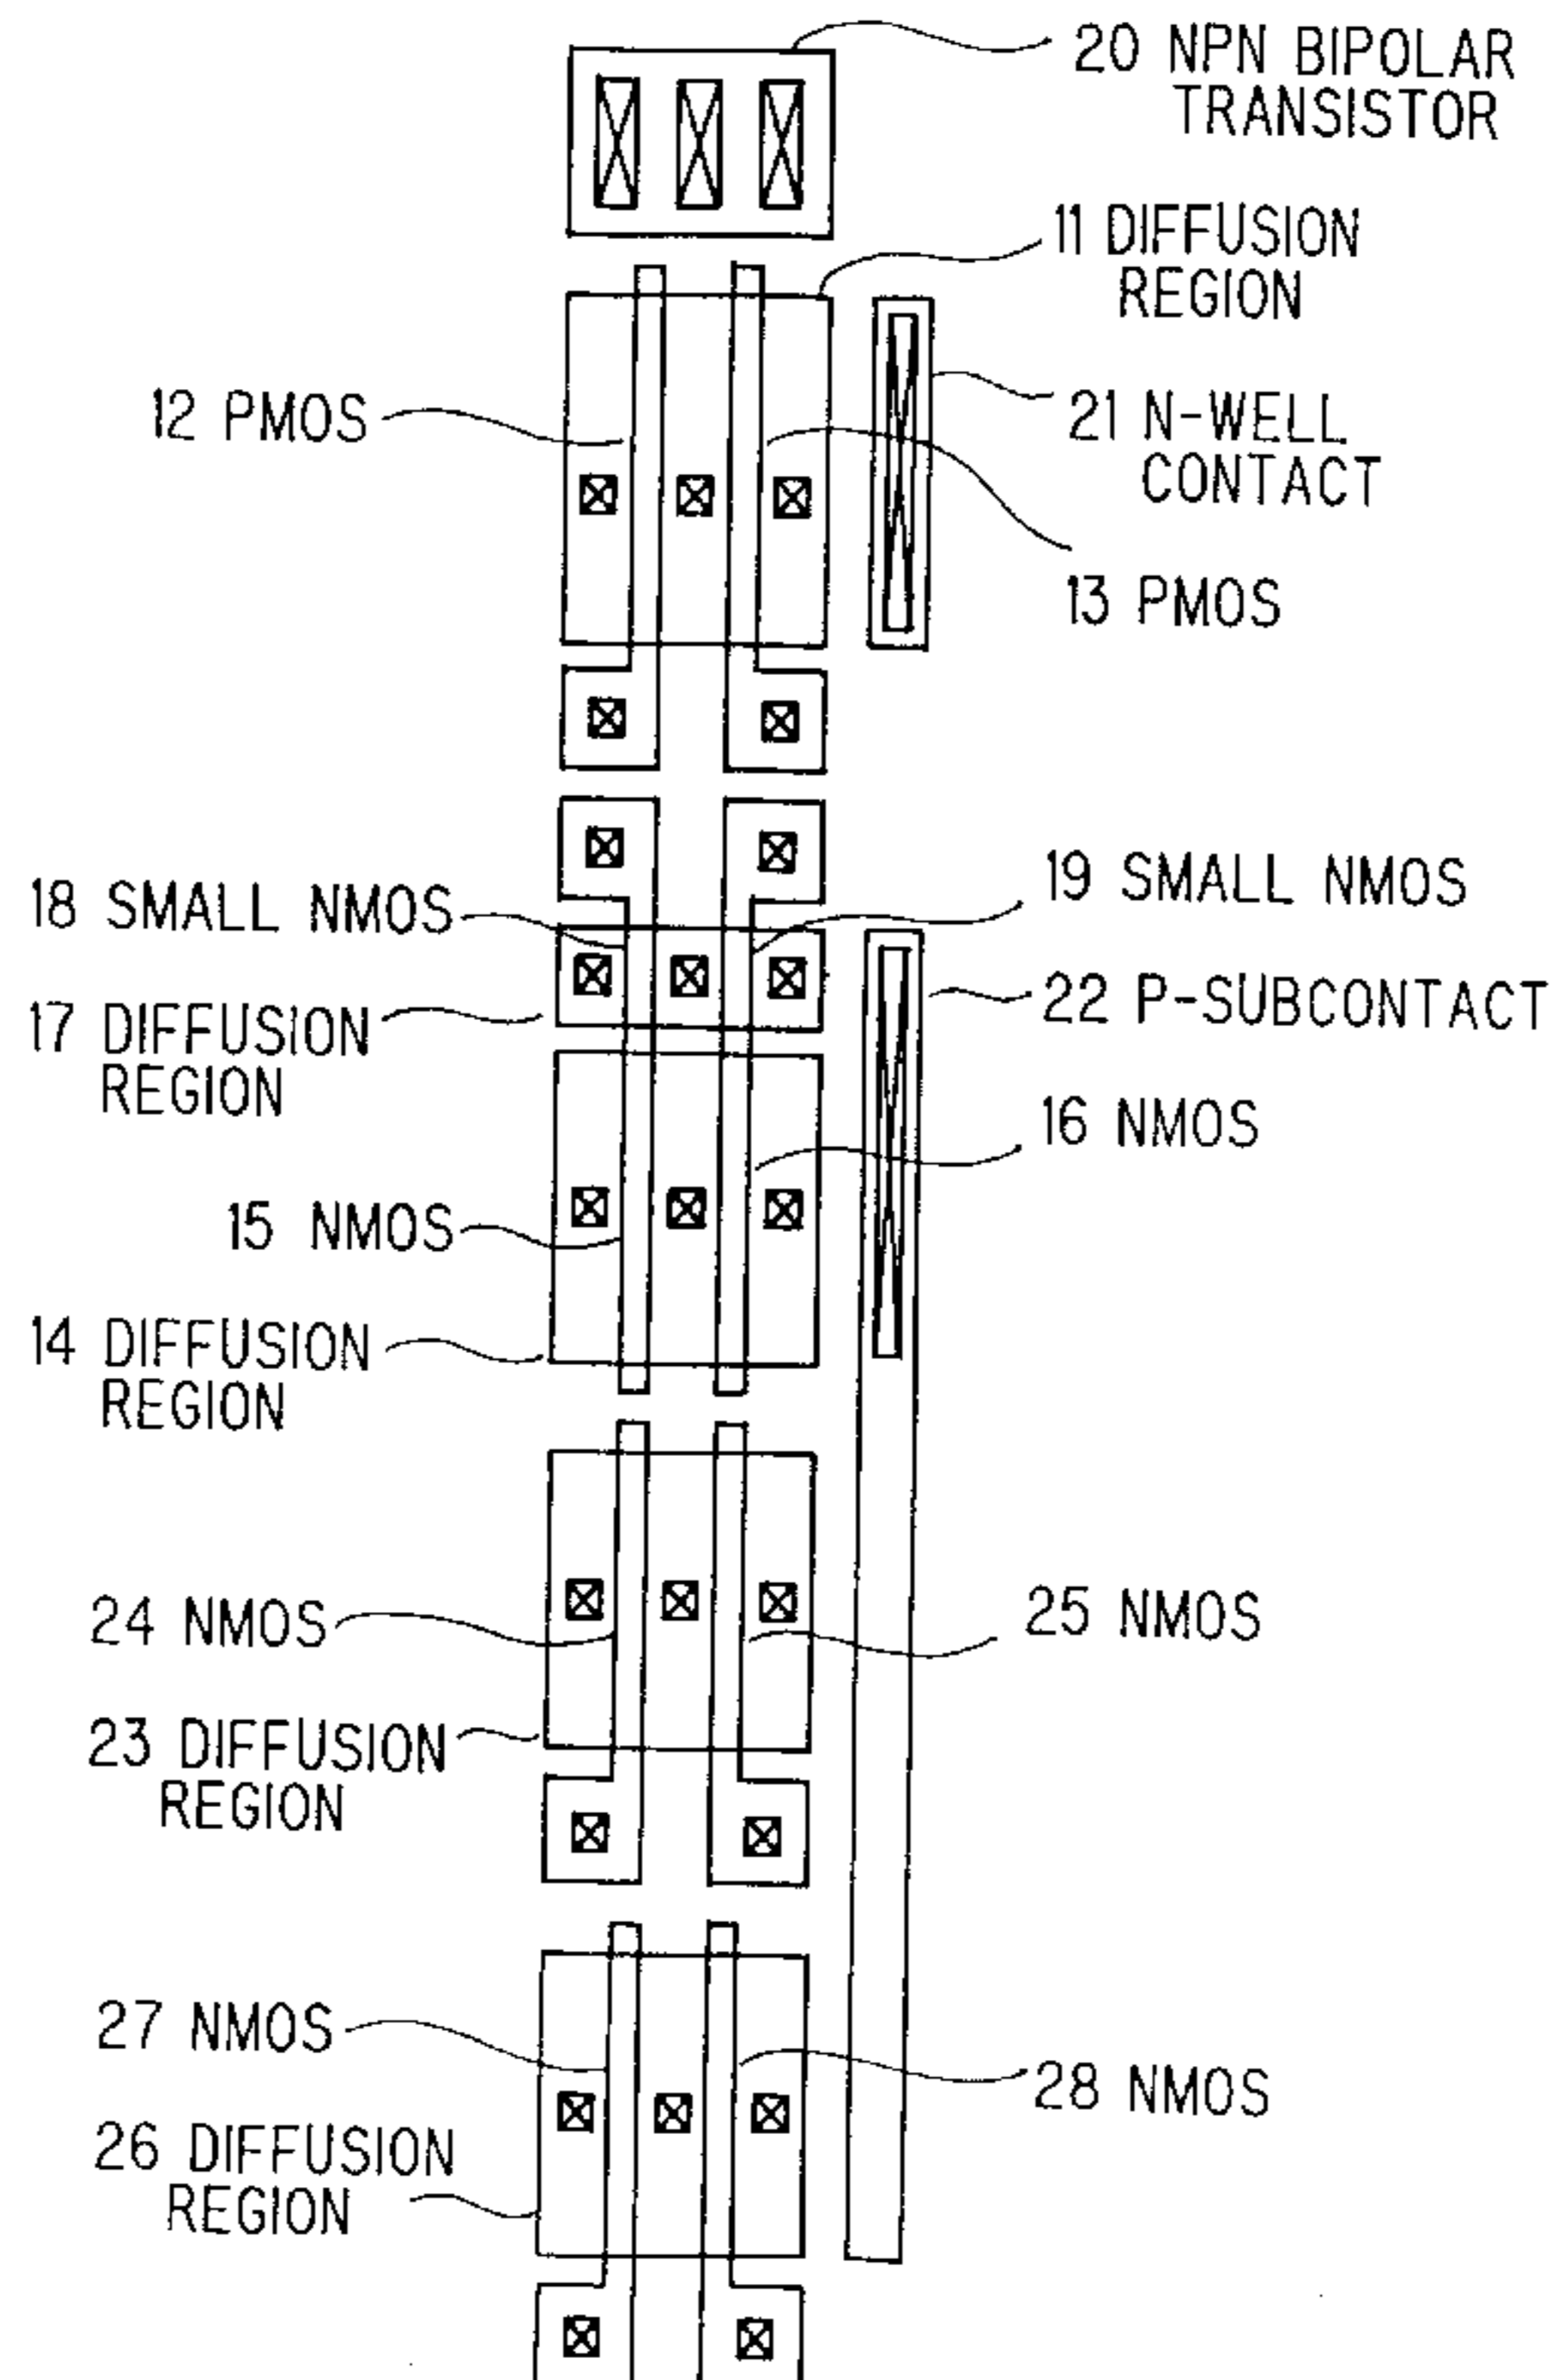 20 NPN BIPOLAR
TRANSISTOR
11 DIFFUSION
REGION
12 PMOS
21 N-WELL
CONTACT
13 PMOS
18 SMALL NMOS
19 SMALL NMOS
17 DIFFUSION
REGION
22 P-SUBCONTACT
16 NMOS
15 NMOS
14 DIFFUSION
REGION
24 NMOS
25 NMOS
23 DIFFUSION
REGION
27 NMOS
28 NMOS
26 DIFFUSION
REGION